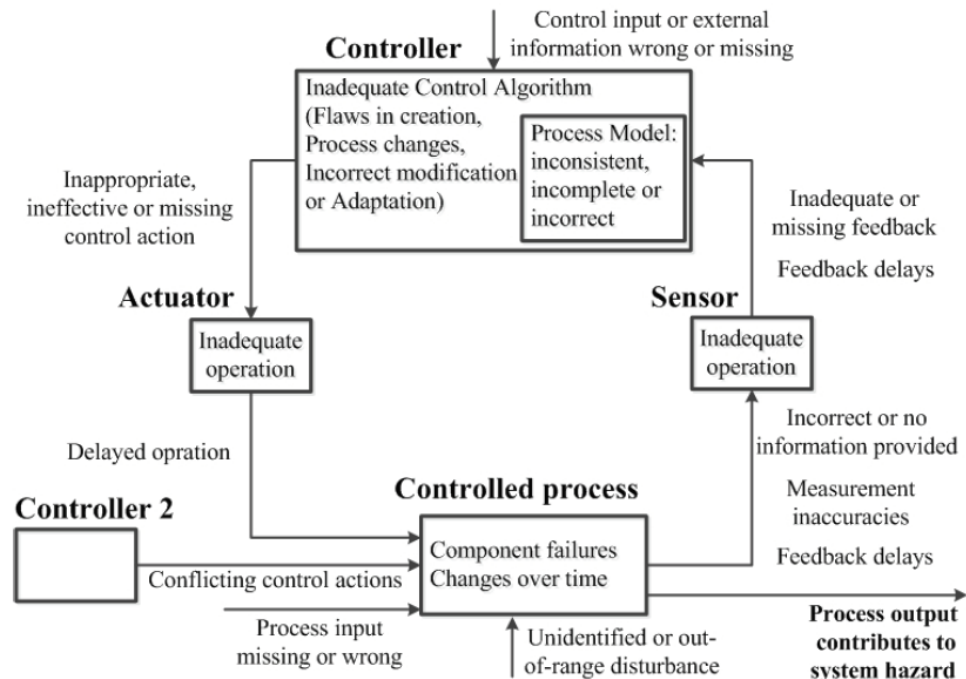 Control input or external
information wrong or missing
Controller
Inadequate Control Algorithm
(Flaws in creation,
Process changes,
Incorrect modification
or Adaptation)
Process Model:
inconsistent,
incomplete or
incorrect
Inappropriate,
ineffective or missing
control action
Inadequate or
missing feedback
Feedback delays
Actuator
Sensor
Inadequate
operation
Inadequate
operation
Delayed opration
Incorrect or no
information provided
Measurement
inaccuracies
Feedback delays
Controller 2
Controlled process
Component failures
Changes over time
Conflicting control actions
Process input
missing or wrong
Unidentified or out-
of-range disturbance
Process output
contributes to
system hazard